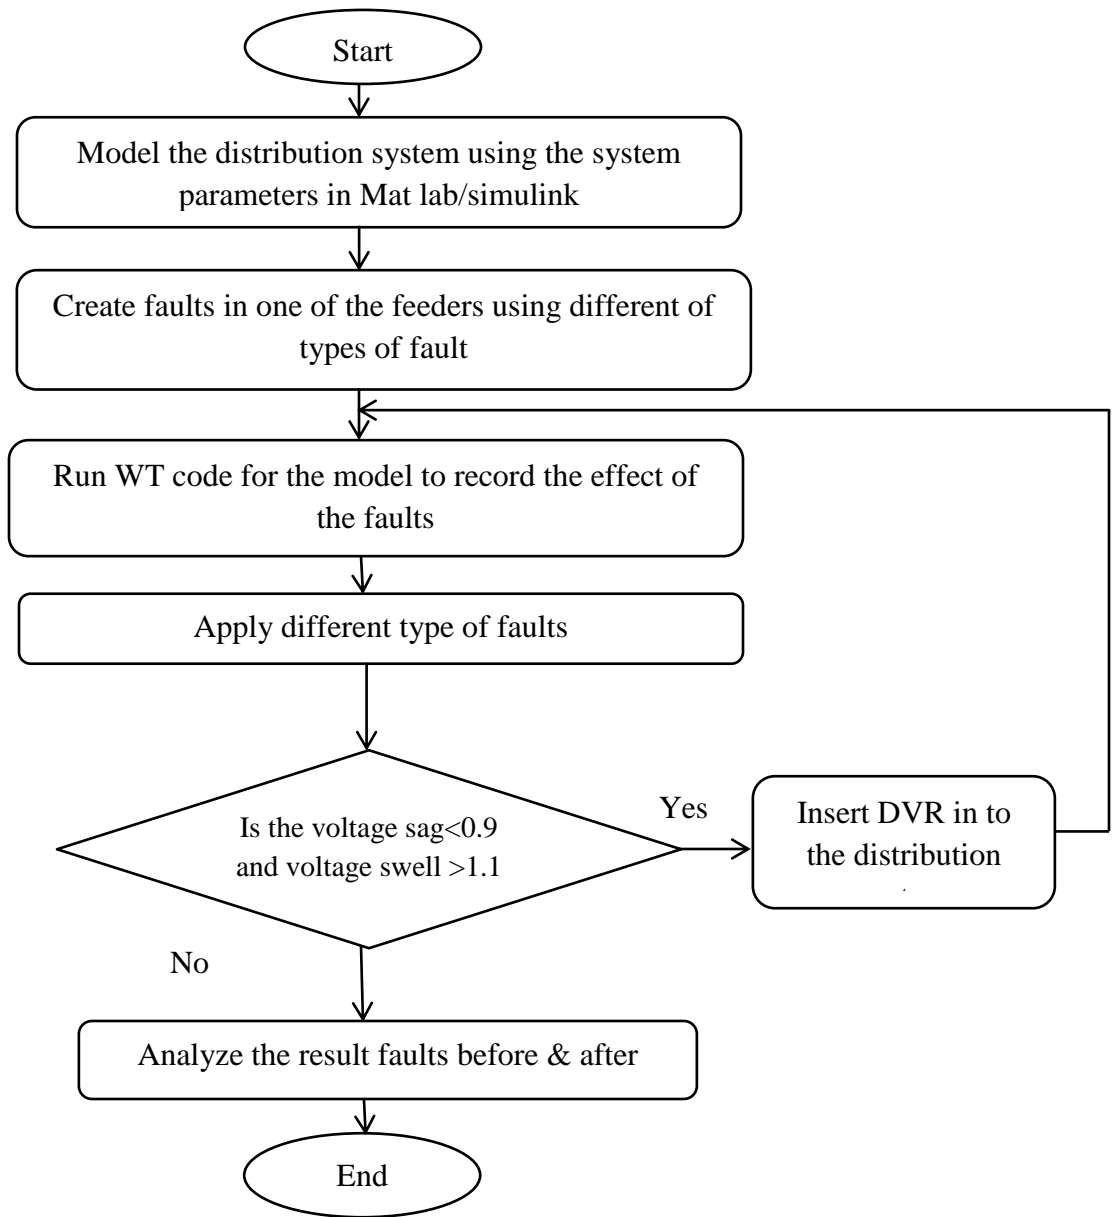 Start
Model the distribution system using the system
parameters in Mat lab/simulink
Create faults in one of the feeders using different of
types of fault
Run WT code for the model to record the effect of
the faults
Apply different type of faults
Is the voltage sag<0.9
and voltage swell >1.1
Yes
Insert DVR in to
the distribution
No
Analyze the result faults before & after
End